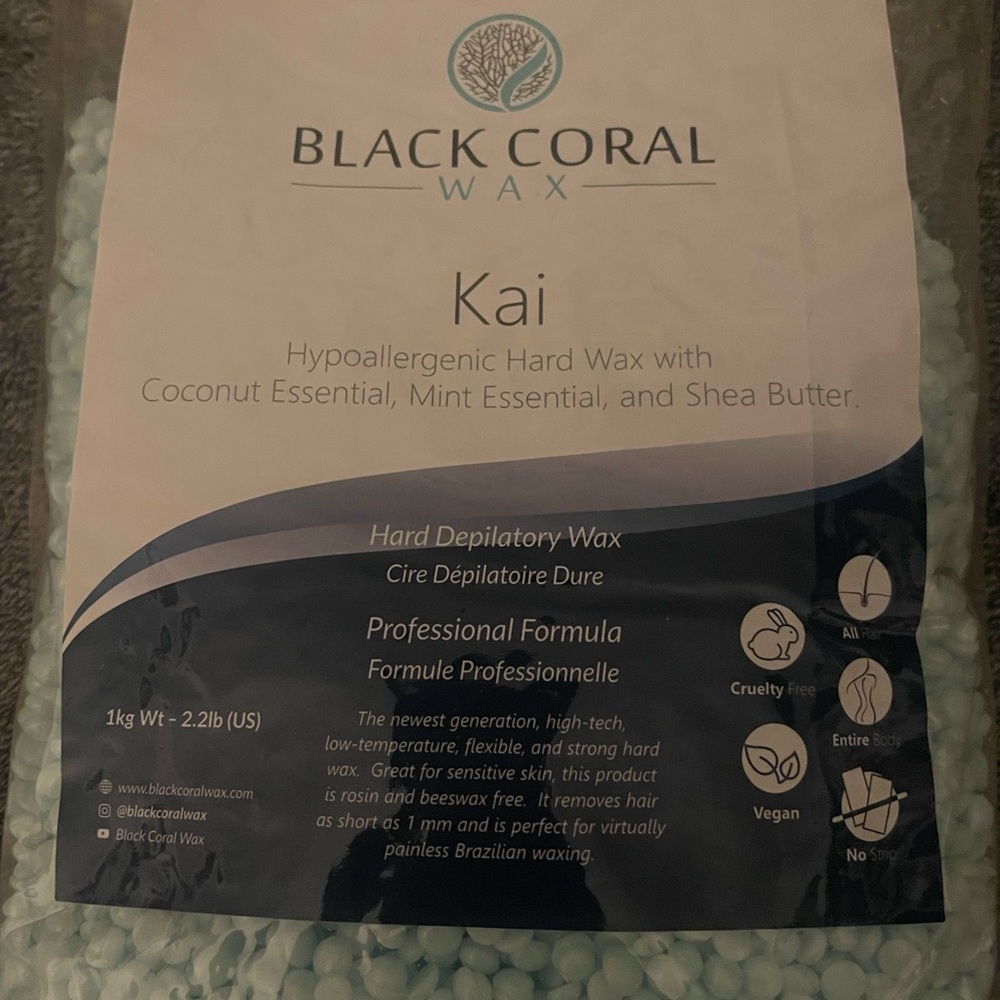 BLACK CORAL
WAX
Kai
Hypoallergenic Hard Wax with
Coconut Essential, Mint Essential, and Shea Butter.
Hard Depilatory Wax
Cire Dépilatoire Dure
Professional Formula
Formule Professionnelle
1kg Wt – 2.2lb (US)
The newest generation, high-tech,
low-temperature, flexible, and strong hard
wax. Great for sensitive skin, this product
is rosin and beeswax free. It removes hair
as short as 1 mm and is perfect for virtually
painless Brazilian waxing.
www.blackcoralwax.com
@blackcoralwax
Black Coral Wax
All Hair
Cruelty Free
Entire Body
Vegan
No Strip